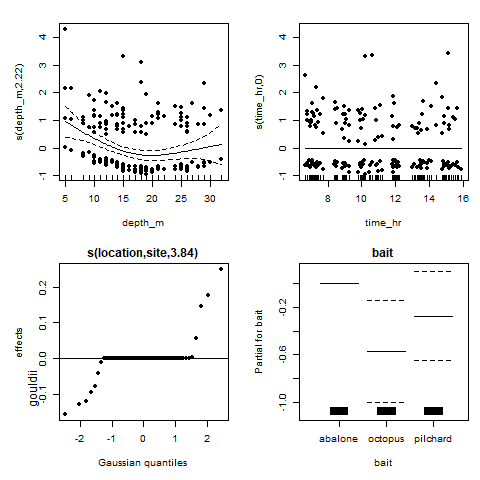 s(depth_m,2.22)
4
3
2
1
0
-1
5 10 15 20 25 30
depth_m
s(time_hr,0)
4
3
2
1
0
-1
8 10 12 14 16
time_hr
s(location,site,3.84)
effects
gouldii
0.2
0.1
0.0
-0.1
-2 -1 0 1 2
Gaussian quantiles
bait
Partial for bait
-0.2
-0.6
-1.0
abalone octopus pilchard
bait